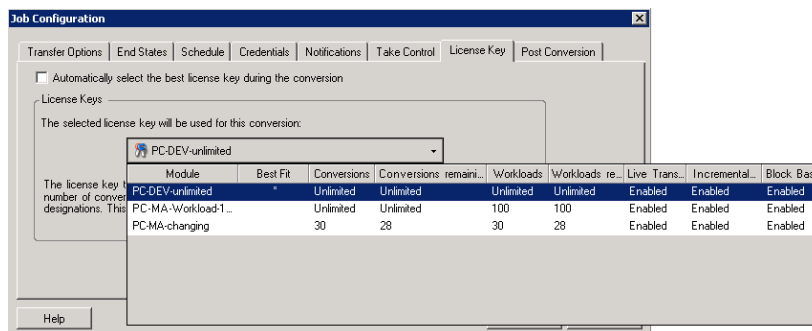 Job Configuration
Transfer Options End States Schedule Credentials Notifications Take Control License Key Post Conversion
Automatically select the best license key during the conversion
License Keys
The selected license key will be used for this conversion:
PC-DEV-unlimited
Module Best Fit Conversions Conversions remaini... Workloads Workloads re... Live Trans... Incremental... Block Bas
PC-DEV-unlimited * Unlimited Unlimited Unlimited Unlimited Enabled Enabled Enabled
PC-MA-Workload-1... Unlimited Unlimited 100 100 Enabled Enabled Enabled
PC-MA-changing 30 28 30 28 Enabled Enabled Enabled
The license key
number of conver
designations. This
Help